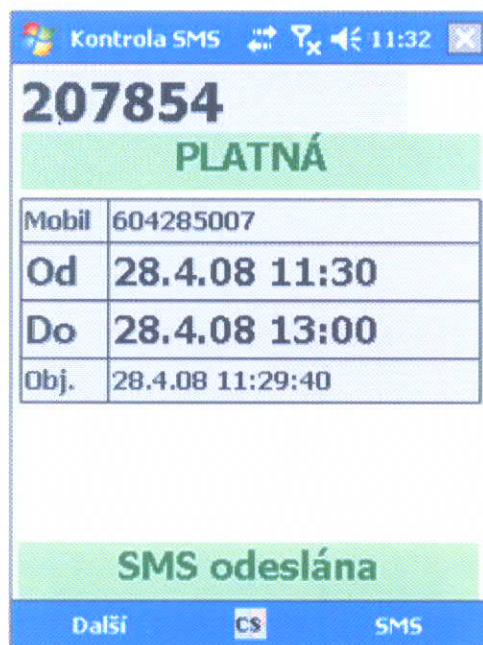 Kontrola SMS 11:32
207854
PLATNÁ
Mobil 604285007
Od 28.4.08 11:30
Do 28.4.08 13:00
Obj. 28.4.08 11:29:40
SMS odeslána
Další CS SMS